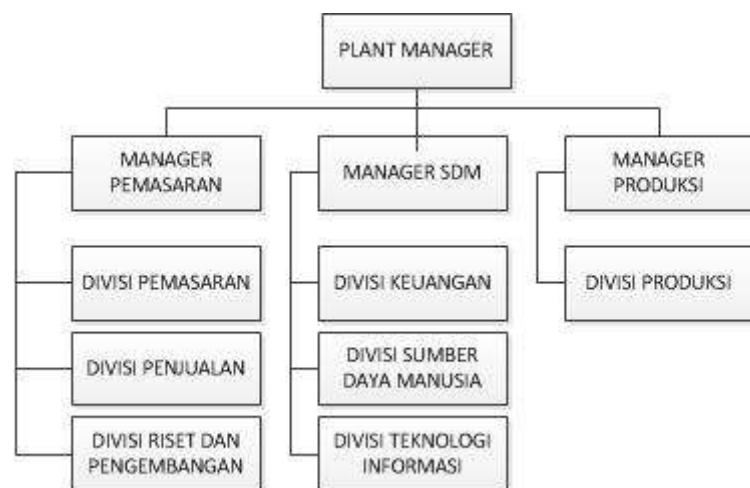 PLANT MANAGER
MANAGER
PEMASARAN
MANAGER SDM
MANAGER
PRODUKSI
DIVISI PEMASARAN
DIVISI KEUANGAN
DIVISI PRODUKSI
DIVISI PENJUALAN
DIVISI SUMBER
DAYA MANUSIA
DIVISI RISET DAN
PENGEMBANGAN
DIVISI TEKNOLOGI
INFORMASI